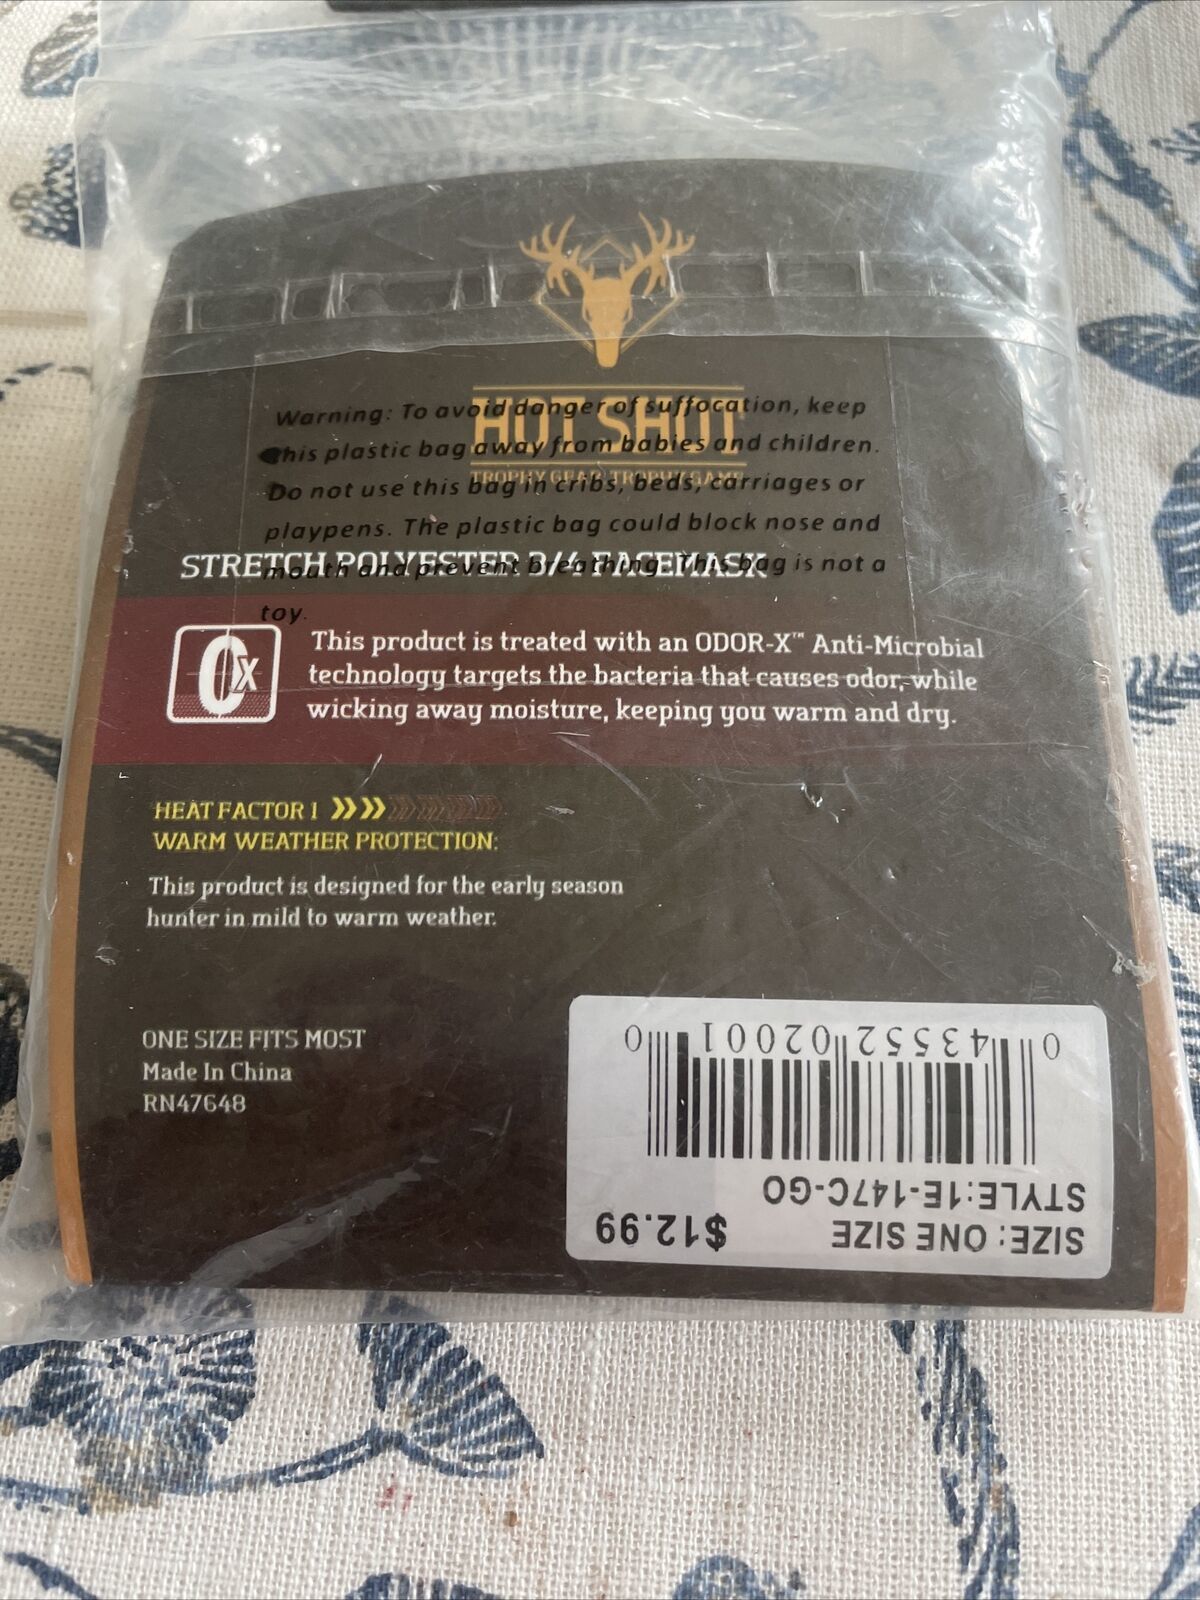 HOT SHOT
TROPHY GEAR. TROPHY GAME
Warning: To avoid danger of suffocation, keep
this plastic bag away from babies and children.
Do not use this bag in cribs, beds, carriages or
playpens. The plastic bag could block nose and
mouth and prevent breathing. This bag is not a
toy.
STRETCH POLYESTER 3/4 FACEMASK
OX
This product is treated with an ODOR-X™ Anti-Microbial
technology targets the bacteria that causes odor, while
wicking away moisture, keeping you warm and dry.
HEAT FACTOR 1
WARM WEATHER PROTECTION:
This product is designed for the early season
hunter in mild to warm weather.
ONE SIZE FITS MOST
Made In China
RN47648
SIZE: ONE SIZE $12.99
STYLE:1E-147C-GO
0 43552 02001 0